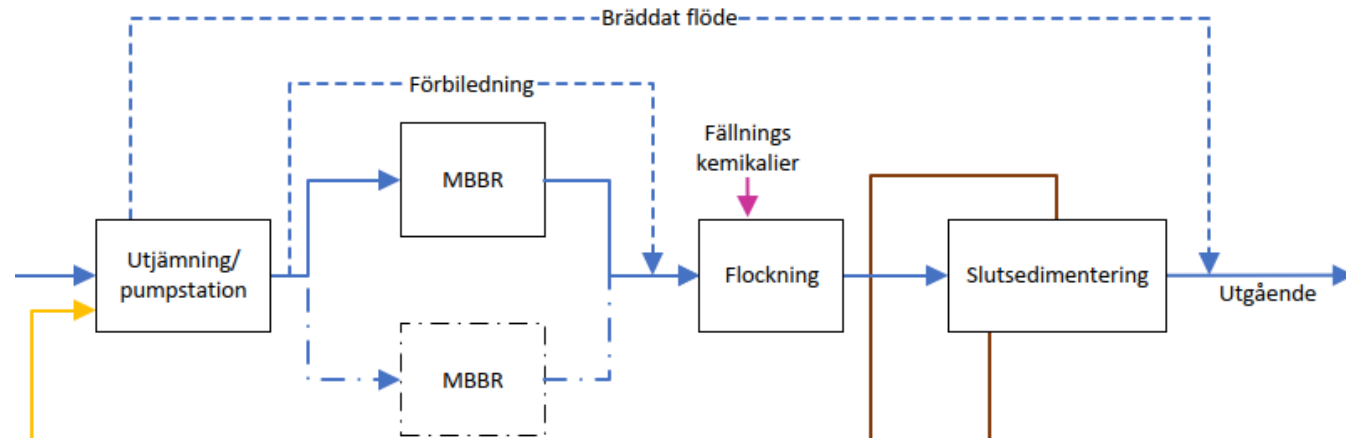 Bräddat flöde
Förbiledning
Fällnings
kemikalier
MBBR
Utjämning/
pumpstation
Flockning
Slutsedimentering
Utgående
MBBR